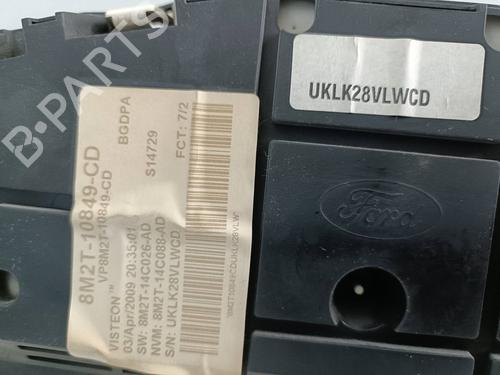 B-PARTS
8M2T-10849-CD
VP8M2T-10849-CD
BGDPA
S14729
FCT: 7/2
VISTEON™
03/Apr/2009 20:35:01
SW: 8M2T-14C026-AD
NVM: 8M2T-14C088-AD
S/N: UKLK28VLWCD
UKLK28VLWCD
Ford